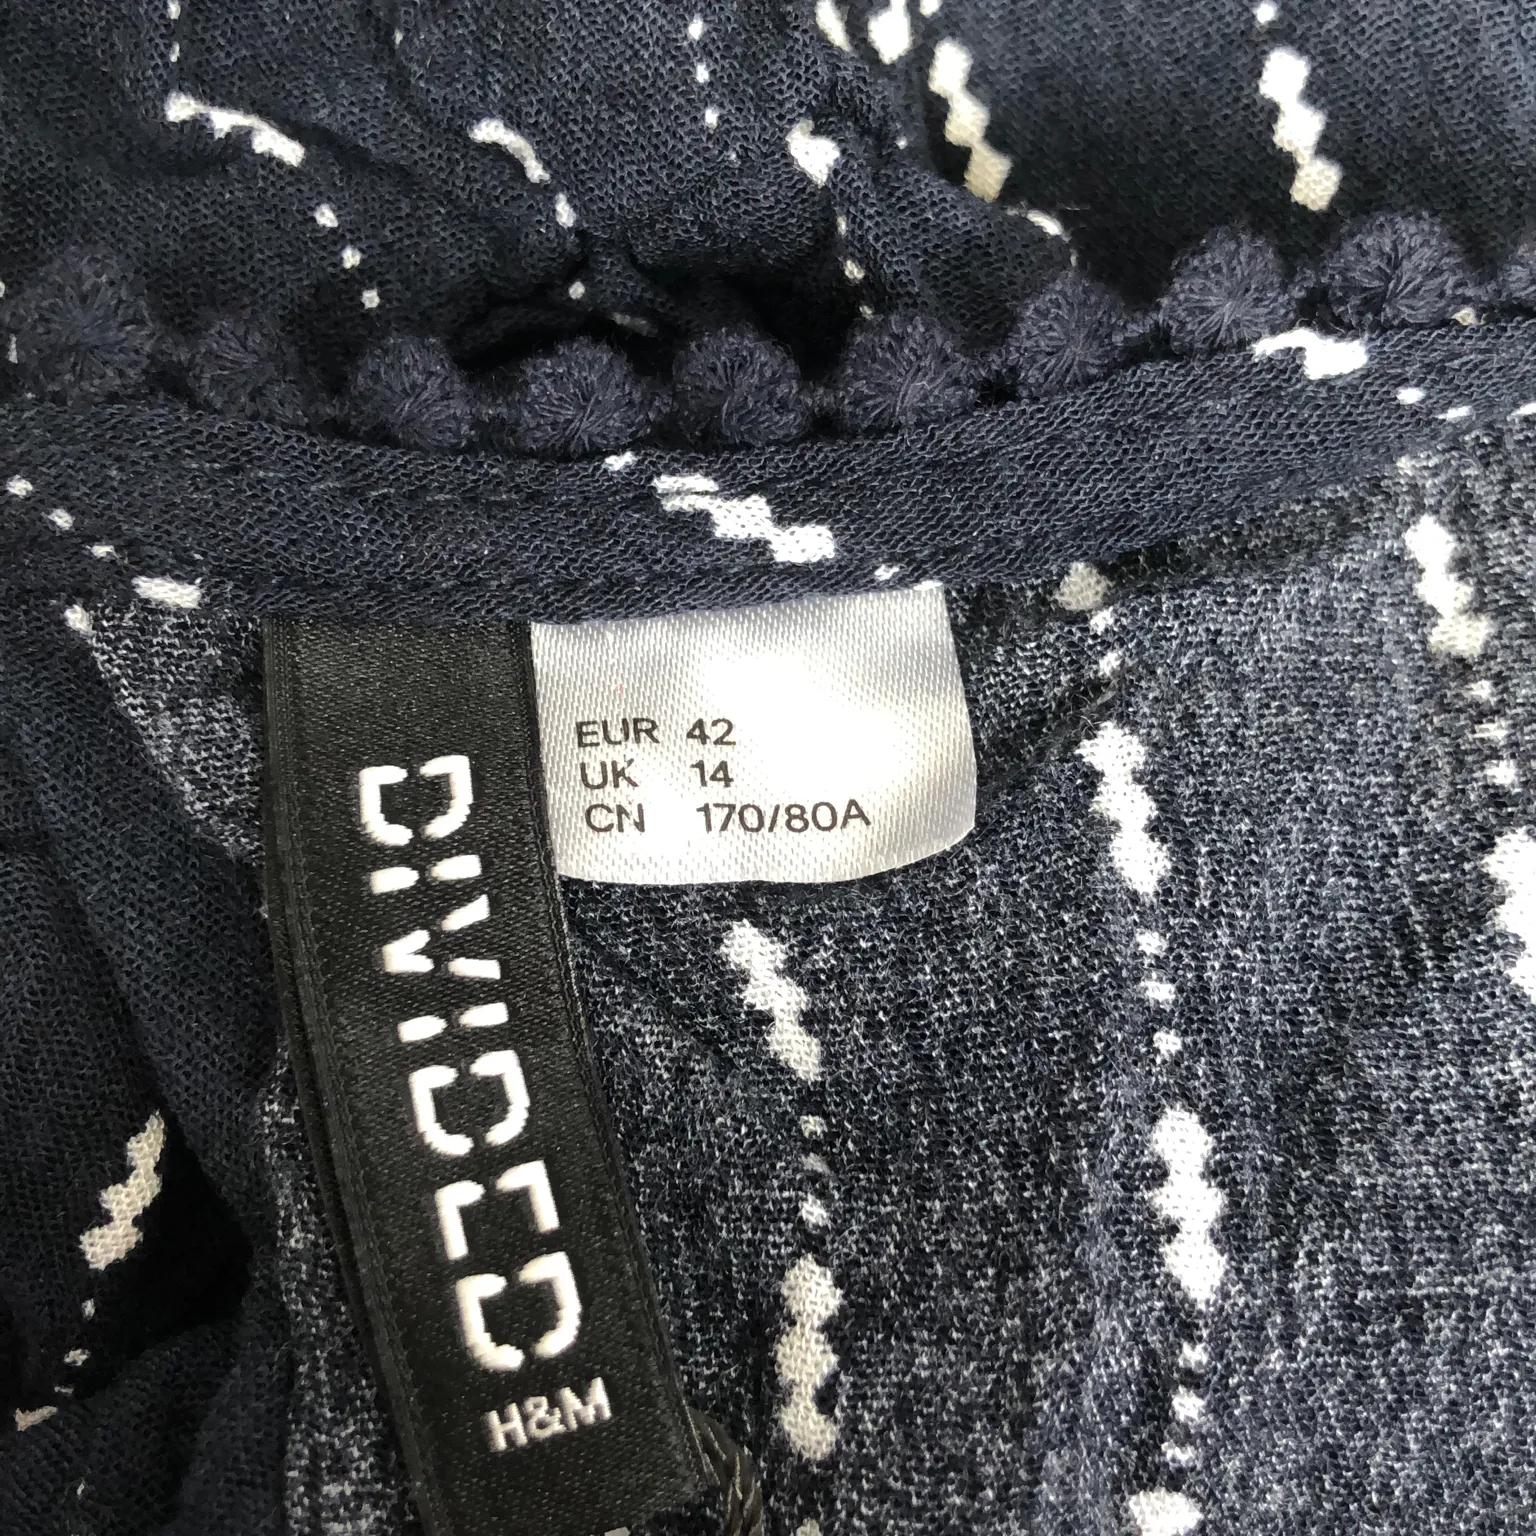 EUR 42
UK 14
CN 170/80A
DIVIDED
H&M